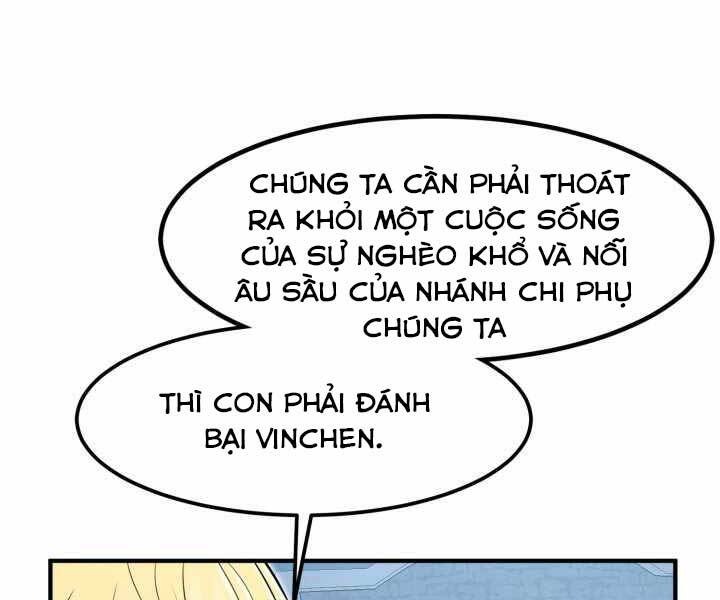 CHÚNG TA CẦN PHẢI THOÁT
RA KHỎI MỘT CUỘC SỐNG
CỦA SỰ NGHÈO KHỔ VÀ NỐI
ÂU SẦU CỦA NHÁNH CHI PHỤ
CHÚNG TA
THÌ CON PHẢI ĐÁNH
BẠI VINCHEN.